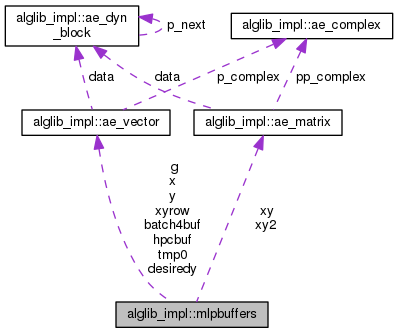 alglib_impl::ae_dyn
_block
p_next
alglib_impl::ae_complex
data
data
p_complex
pp_complex
alglib_impl::ae_vector
alglib_impl::ae_matrix
g
x
y
xyrow
batch4buf
hpcbuf
tmp0
desiredy
xy
xy2
alglib_impl::mlpbuffers